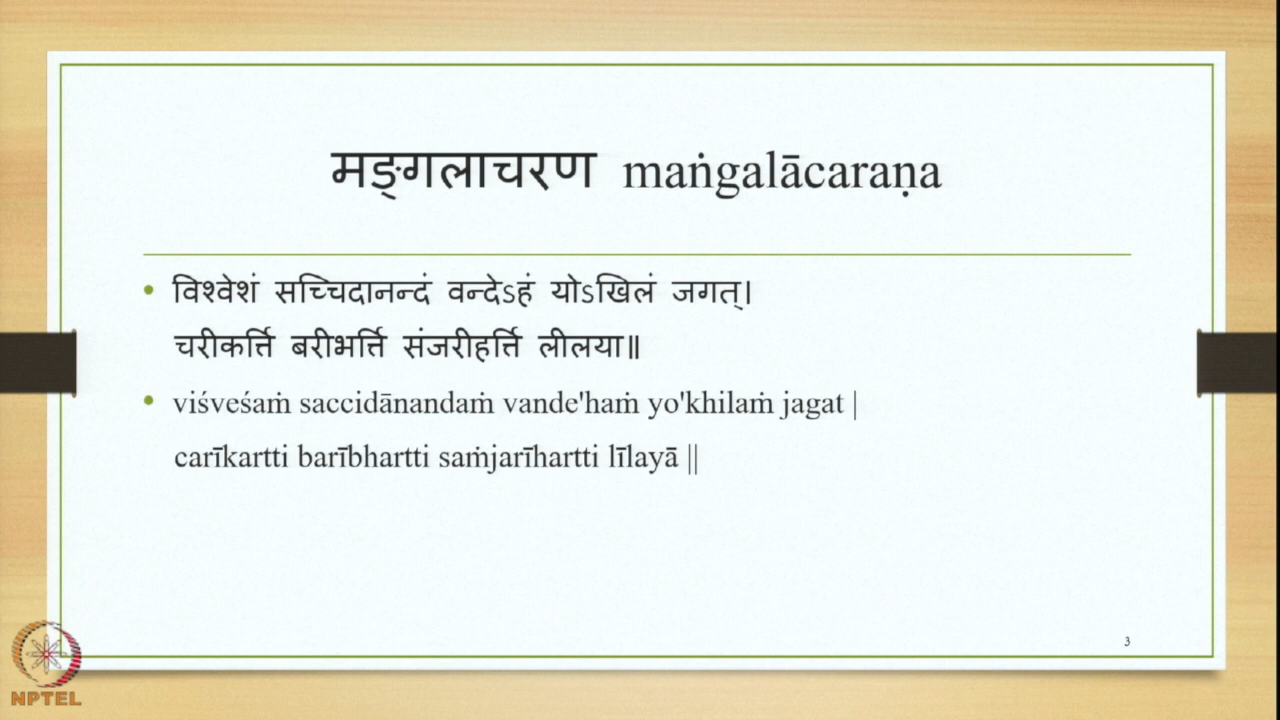 मङ्गलाचरण maṅgalācaraṇa
• विश्वेशं सच्चिदानन्दं वन्देऽहं योऽखिलं जगत्।
चरीकर्त्ति बरीभर्त्ति संजरीहर्त्ति लीलया॥
• viśveśaṁ saccidānandaṁ vande'haṁ yo'khilaṁ jagat |
carīkartti barībhartti saṁjarīhartti līlayā ||
3
NPTEL